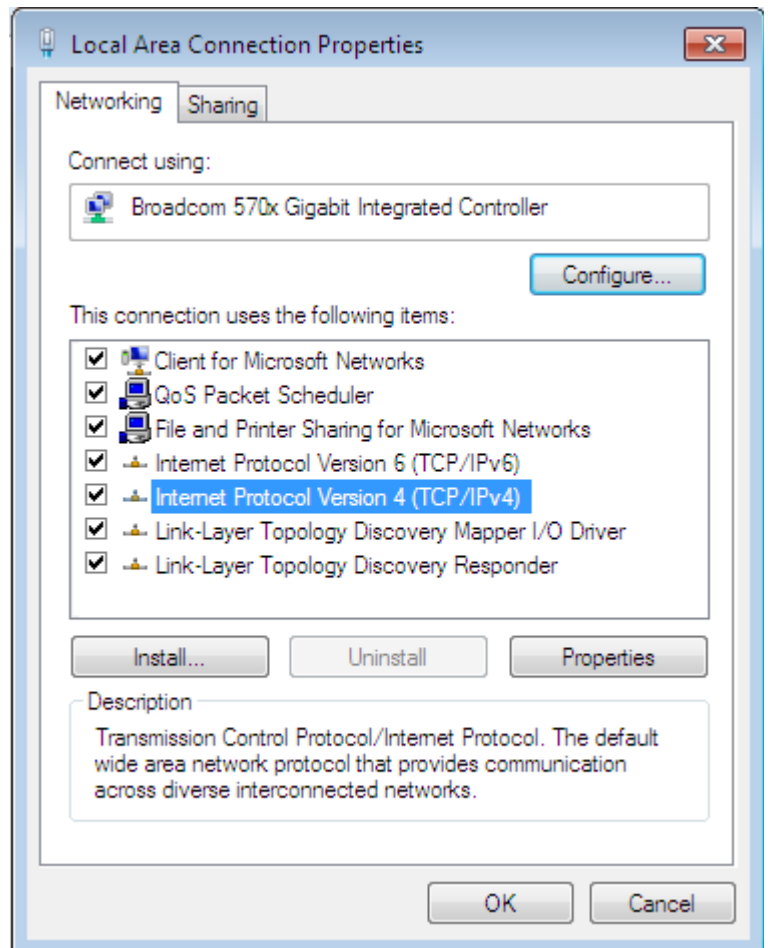 Local Area Connection Properties
Networking
Sharing
Connect using:
Broadcom 570x Gigabit Integrated Controller
Configure...
This connection uses the following items:
Client for Microsoft Networks
QoS Packet Scheduler
File and Printer Sharing for Microsoft Networks
Internet Protocol Version 6 (TCP/IPv6)
Internet Protocol Version 4 (TCP/IPv4)
Link-Layer Topology Discovery Mapper I/O Driver
Link-Layer Topology Discovery Responder
Install...
Uninstall
Properties
Description
Transmission Control Protocol/Internet Protocol. The default
wide area network protocol that provides communication
across diverse interconnected networks.
OK
Cancel